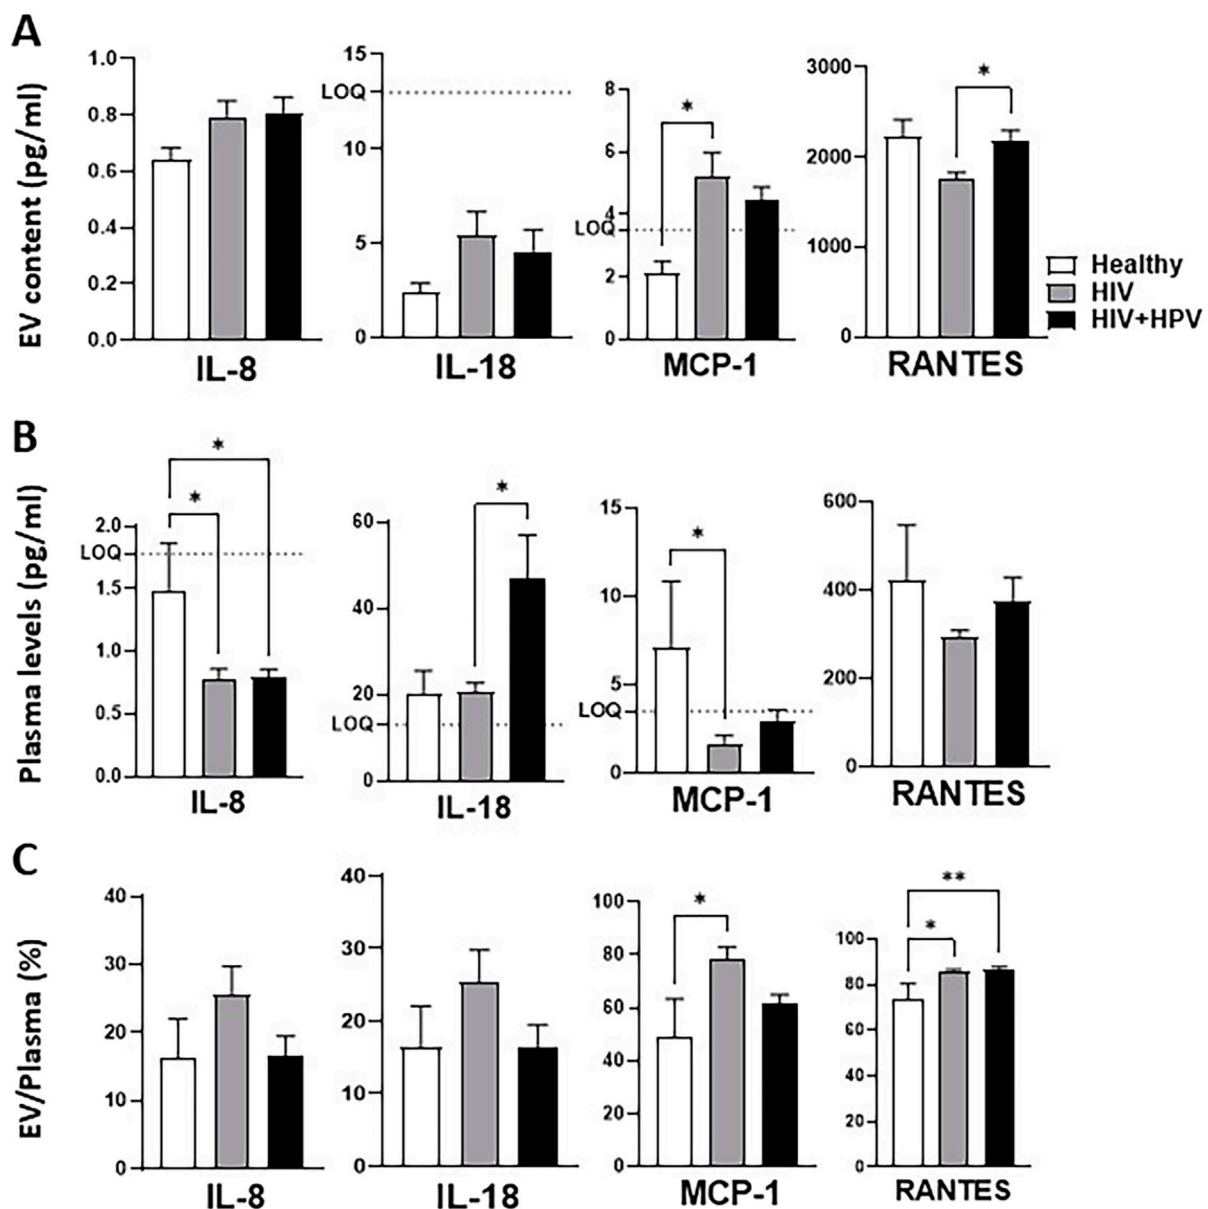 A
EV content (pg/ml)
1.0
0.8
0.6
0.4
0.2
0.0
IL-8
15
LOQ
10
5
0
IL-18
8
6
4
LOQ
2
0
*
MCP-1
3000
2000
1000
0
*
RANTES
Healthy
HIV
HIV+HPV
B
Plasma levels (pg/ml)
*
*
2.0
LOQ
1.5
1.0
0.5
0.0
IL-8
60
40
20
LOQ
0
*
IL-18
15
10
5
LOQ
0
*
MCP-1
600
400
200
0
RANTES
C
EV/Plasma (%)
40
30
20
10
0
IL-8
40
30
20
10
0
IL-18
100
80
60
40
20
0
*
MCP-1
**
*
100
80
60
40
20
0
RANTES